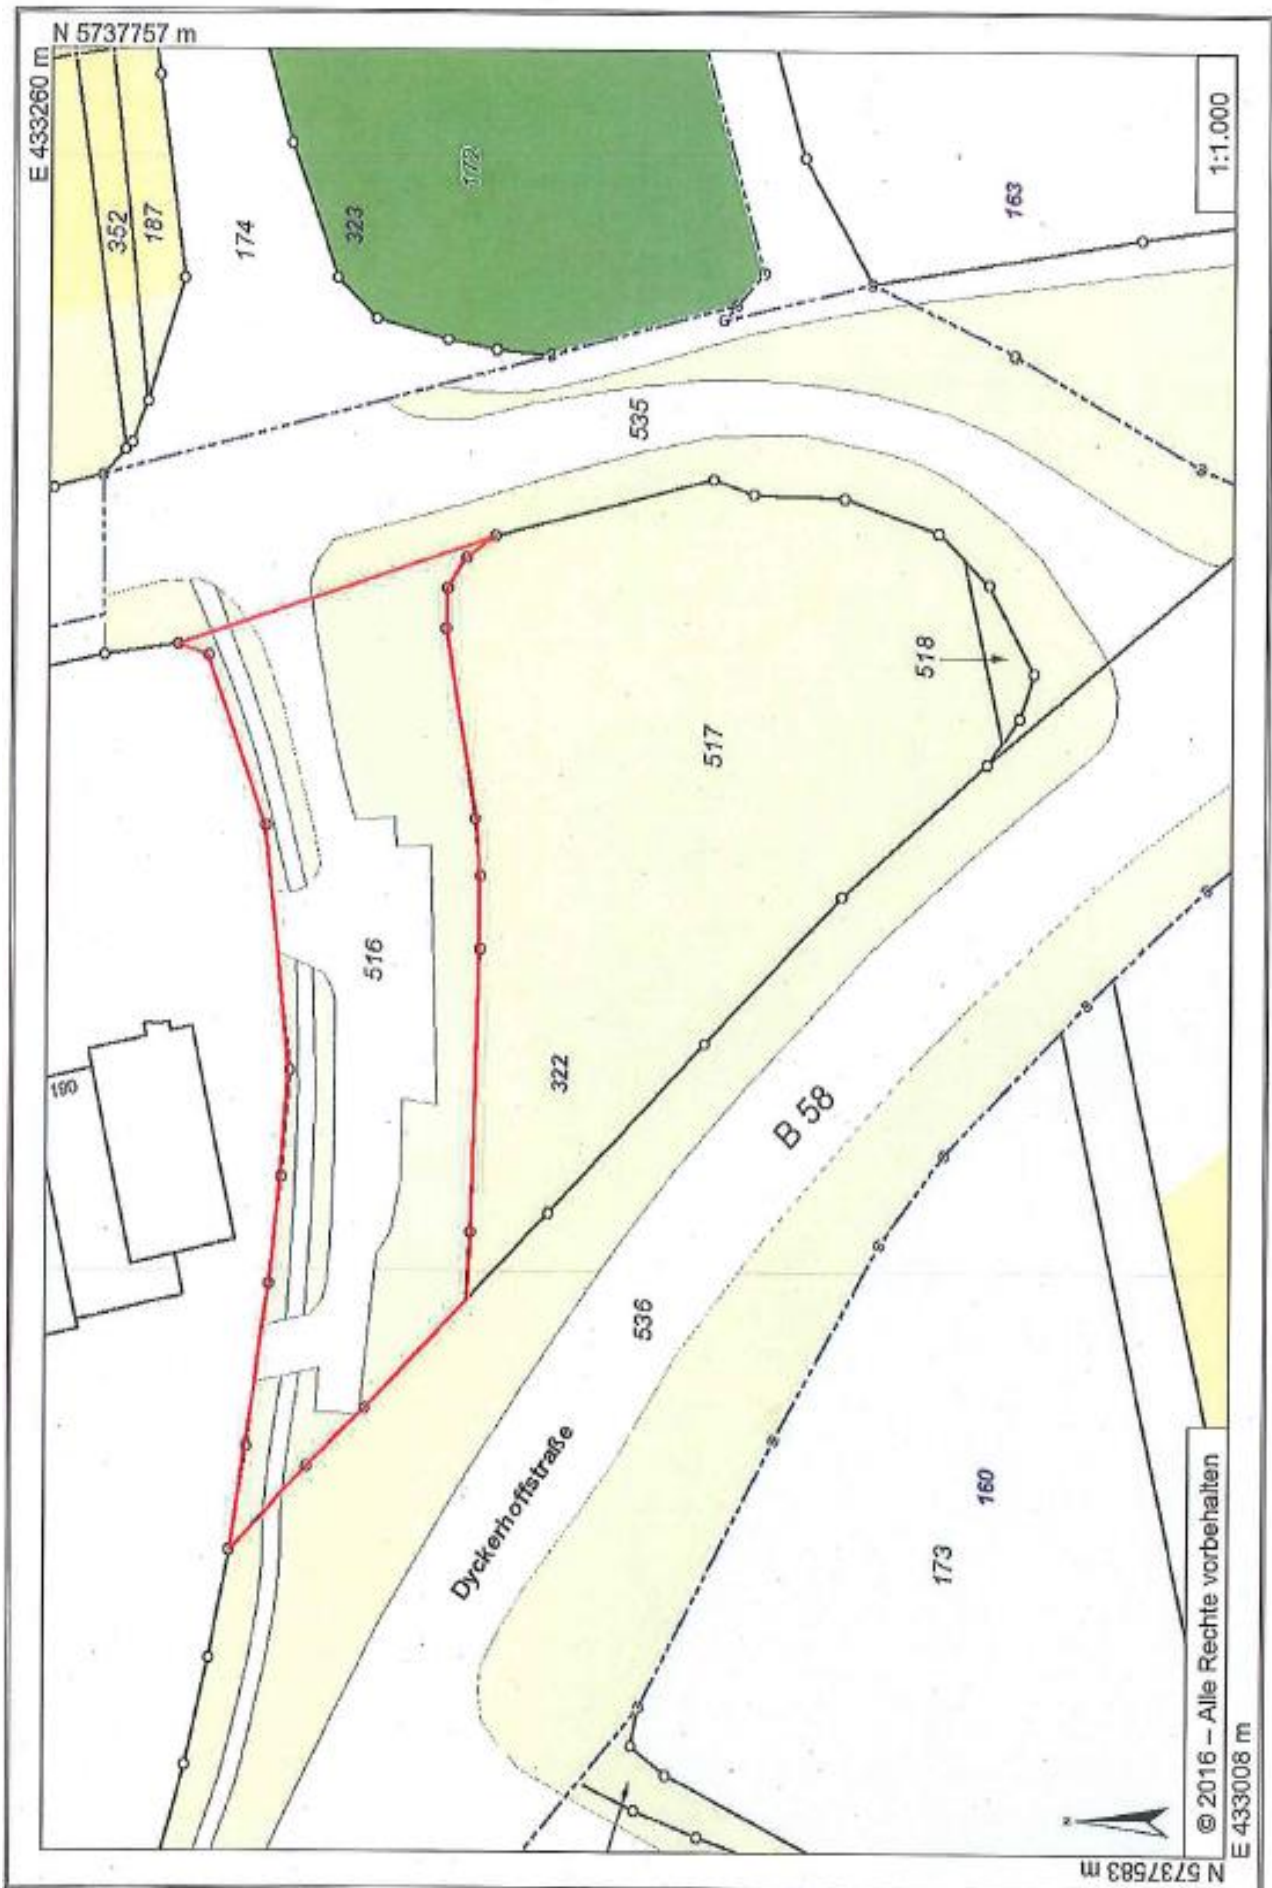 N 5737757 m
E 433260 m
352
187
174
323
172
163
1:1.000
535
518
517
516
190
322
B 58
536
Dyckerhoffstraße
160
173
© 2016 – Alle Rechte vorbehalten
N
E 433008 m
N 5737583 m